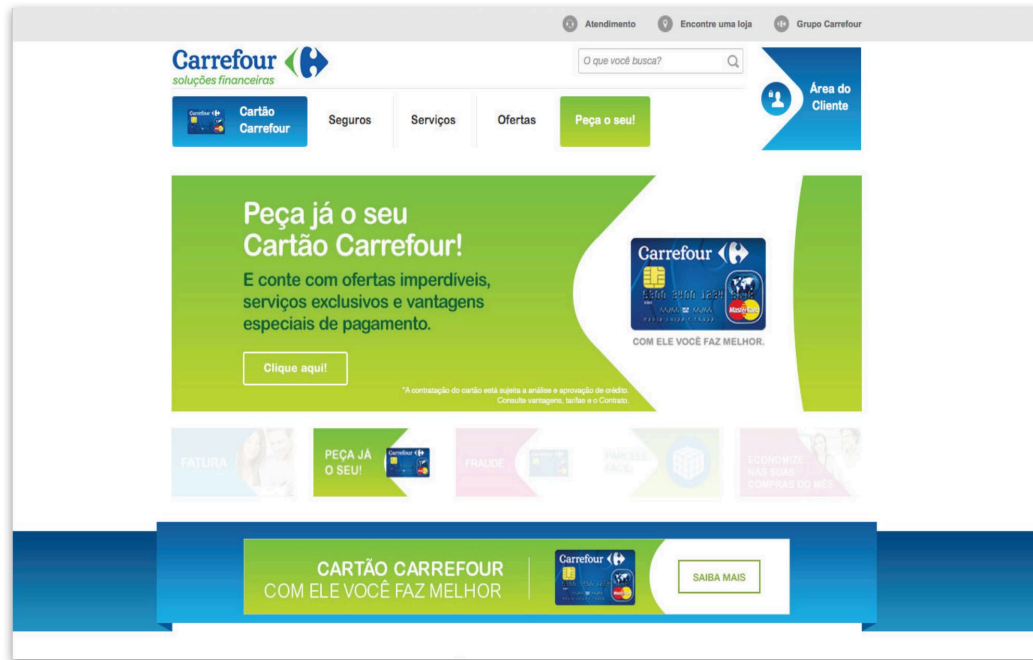 Atendimento
Encontre uma loja
Grupo Carrefour
Carrefour
soluções financeiras
O que você busca?
Área do
Cliente
Cartão
Carrefour
Seguros
Serviços
Ofertas
Peça o seu!
Peça já o seu
Cartão Carrefour!
E conte com ofertas imperdíveis,
serviços exclusivos e vantagens
especiais de pagamento.
Clique aqui!
*A contratação do cartão está sujeita a análise e aprovação de crédito.
Consulte vantagens, tarifas e o Contrato.
Carrefour
MasterCard
COM ELE VOCÊ FAZ MELHOR.
FATURA
PEÇA JÁ
O SEU!
Carrefour
FRAUDE
PARCELE
FÁCIL
ECONOMIZE
NAS SUAS
COMPRAS DO MÊS
CARTÃO CARREFOUR
COM ELE VOCÊ FAZ MELHOR
Carrefour
SAIBA MAIS